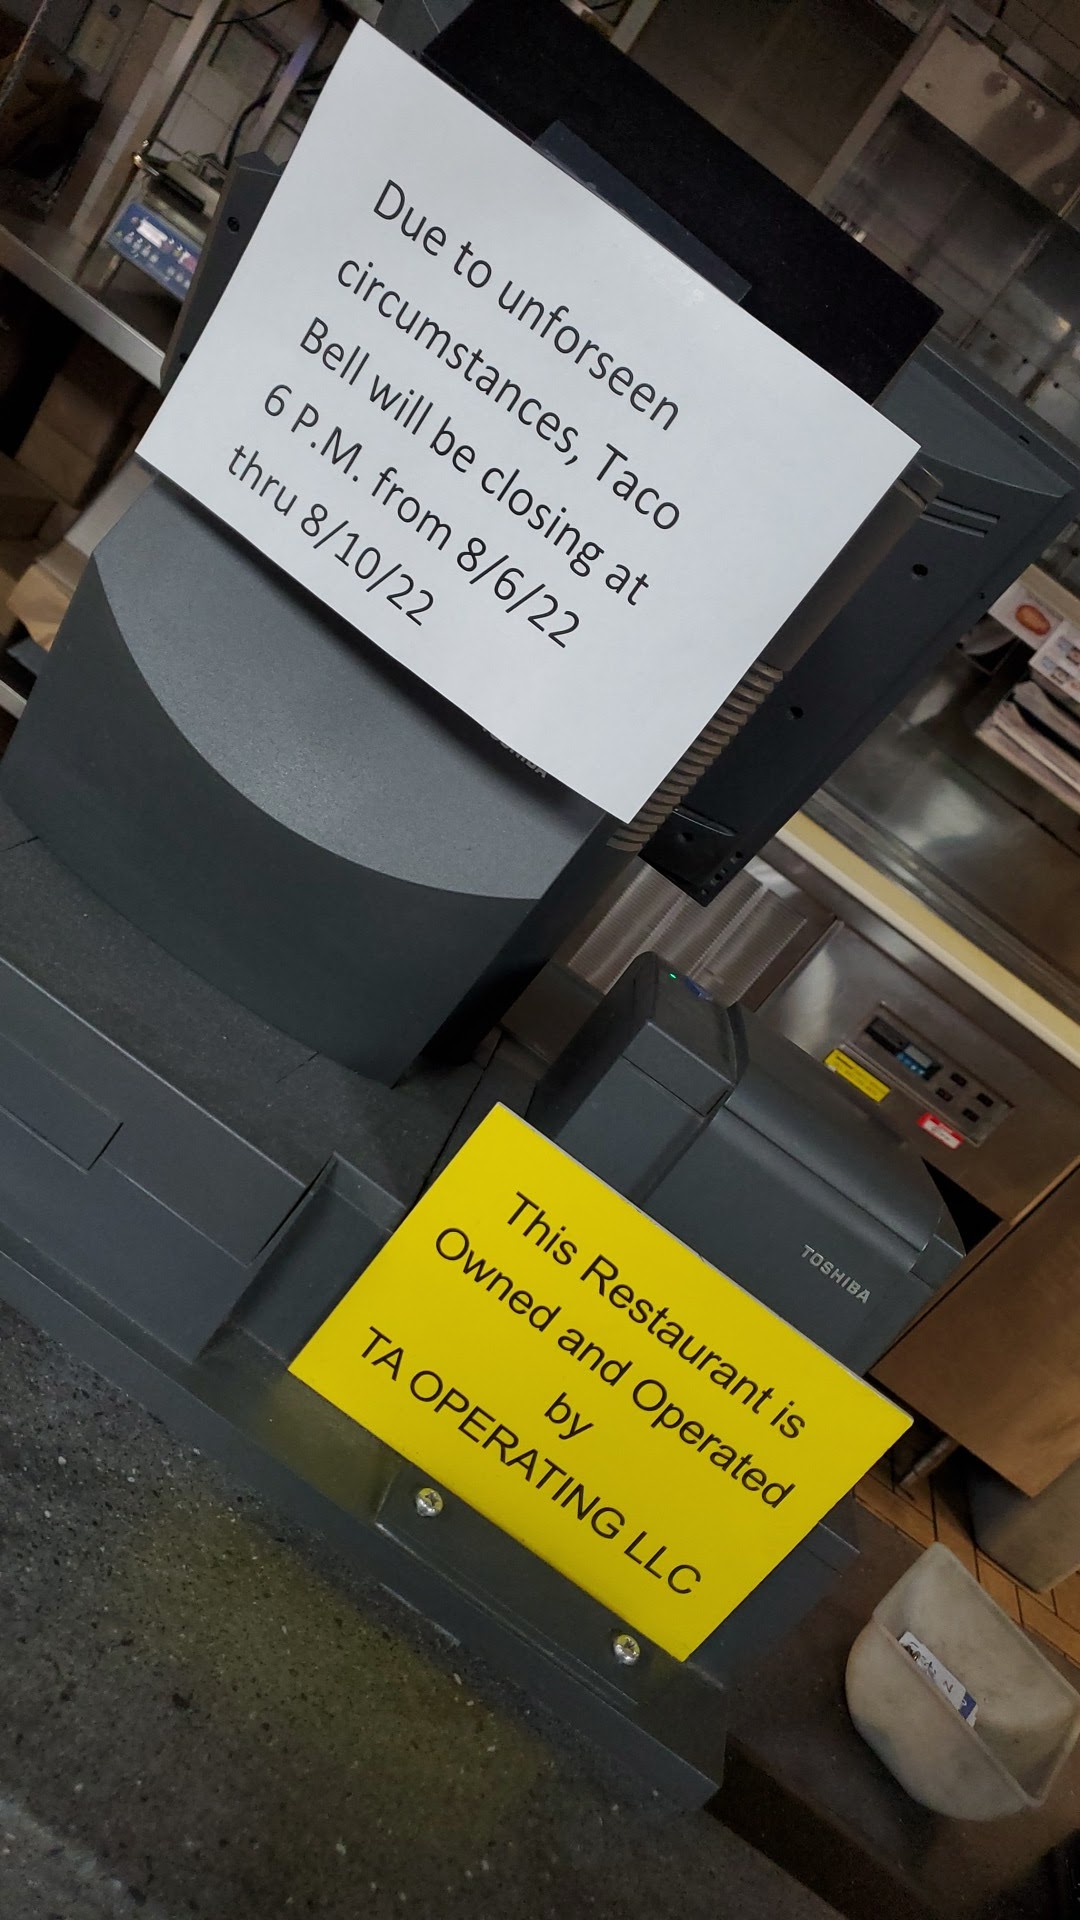 Due to unforseen
circumstances, Taco
Bell will be closing at
6 P.M. from 8/6/22
thru 8/10/22
TOSHIBA
This Restaurant is
Owned and Operated
by
TA OPERATING LLC